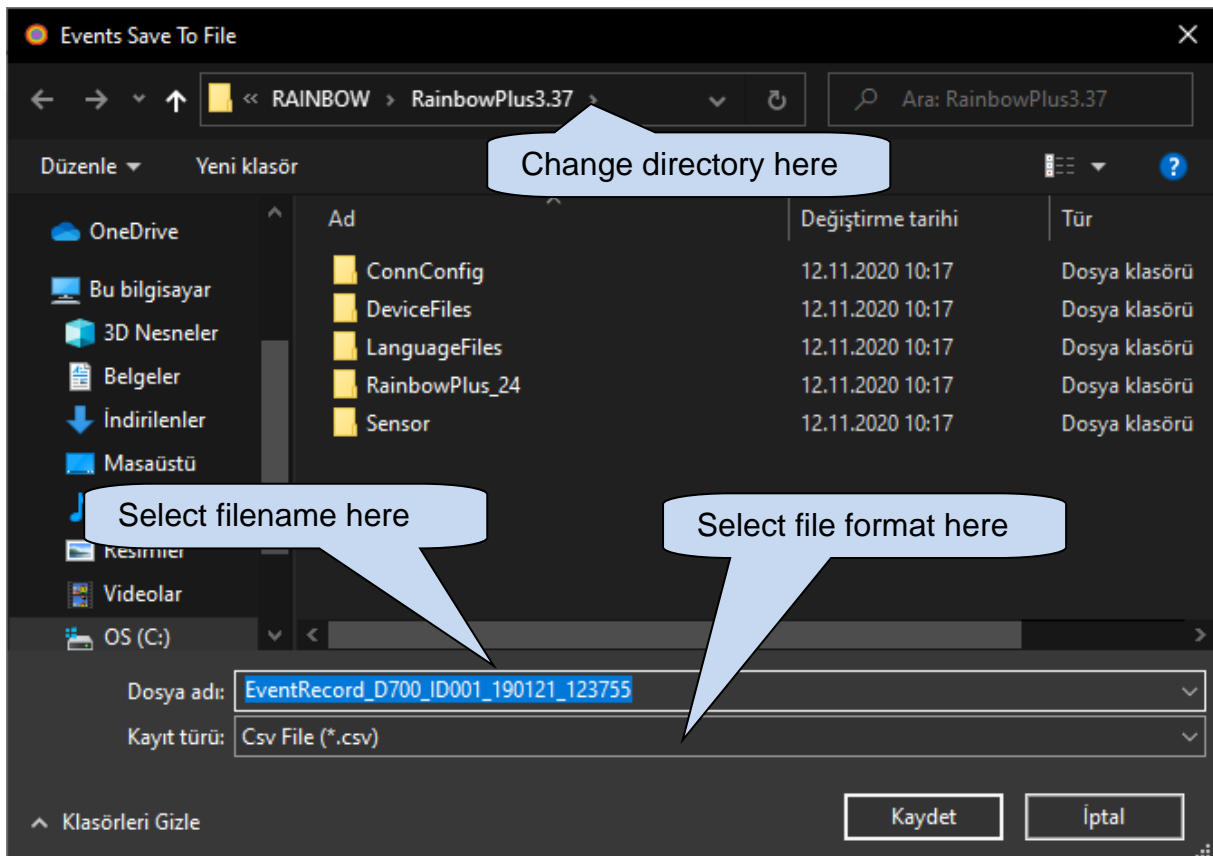 Events Save To File
« RAINBOW > RainbowPlus3.37 >
Ara: RainbowPlus3.37
Change directory here
Düzenle
Yeni klasör
Ad
Değiştirme tarihi
Tür
OneDrive
Bu bilgisayar
3D Nesneler
Belgeler
İndirilenler
Masaüstü
Resimler
Videolar
OS (C:)
ConnConfig 12.11.2020 10:17 Dosya klasörü
DeviceFiles 12.11.2020 10:17 Dosya klasörü
LanguageFiles 12.11.2020 10:17 Dosya klasörü
RainbowPlus_24 12.11.2020 10:17 Dosya klasörü
Sensor 12.11.2020 10:17 Dosya klasörü
Select filename here
Select file format here
Dosya adı: EventRecord_D700_ID001_190121_123755
Kayıt türü: Csv File (*.csv)
Klasörleri Gizle
Kaydet
İptal